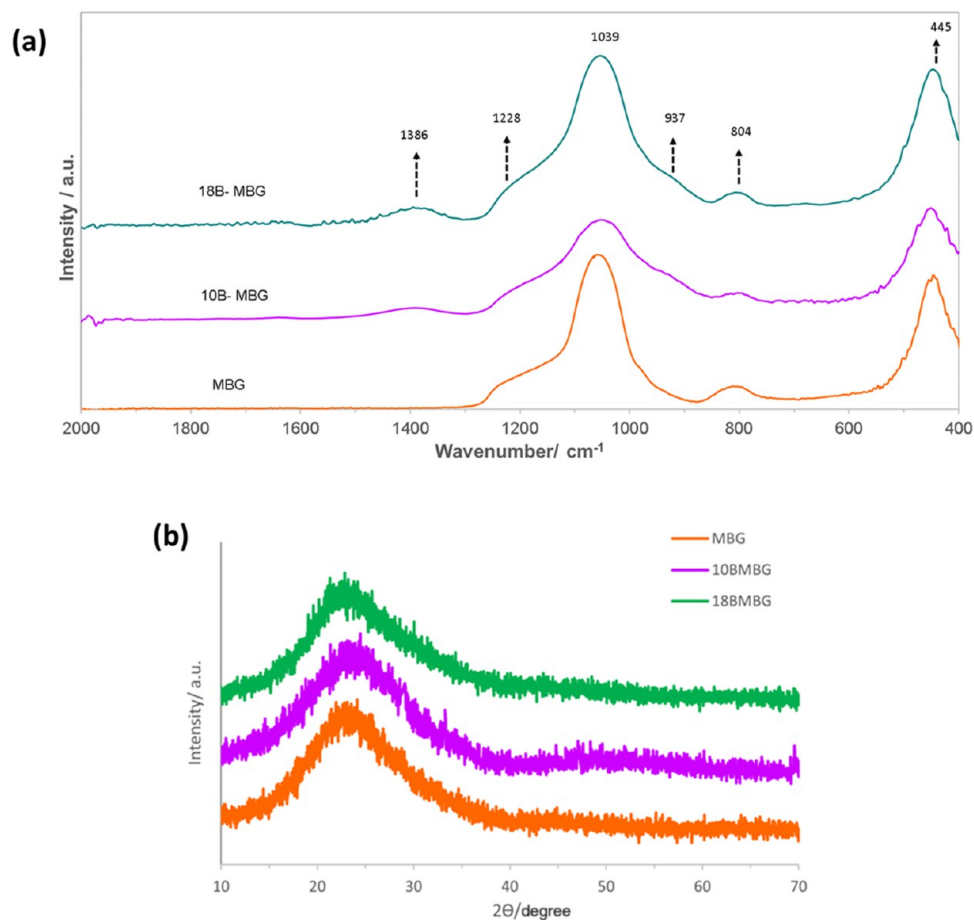 (a)
1039
445
1228
937
1386
804
18B- MBG
10B- MBG
MBG
Intensity / a.u.
2000 1800 1600 1400 1200 1000 800 600 400
Wavenumber/ cm⁻¹
(b)
MBG
10BMBG
18BMBG
Intensity/ a.u.
10 20 30 40 50 60 70
2Θ/degree